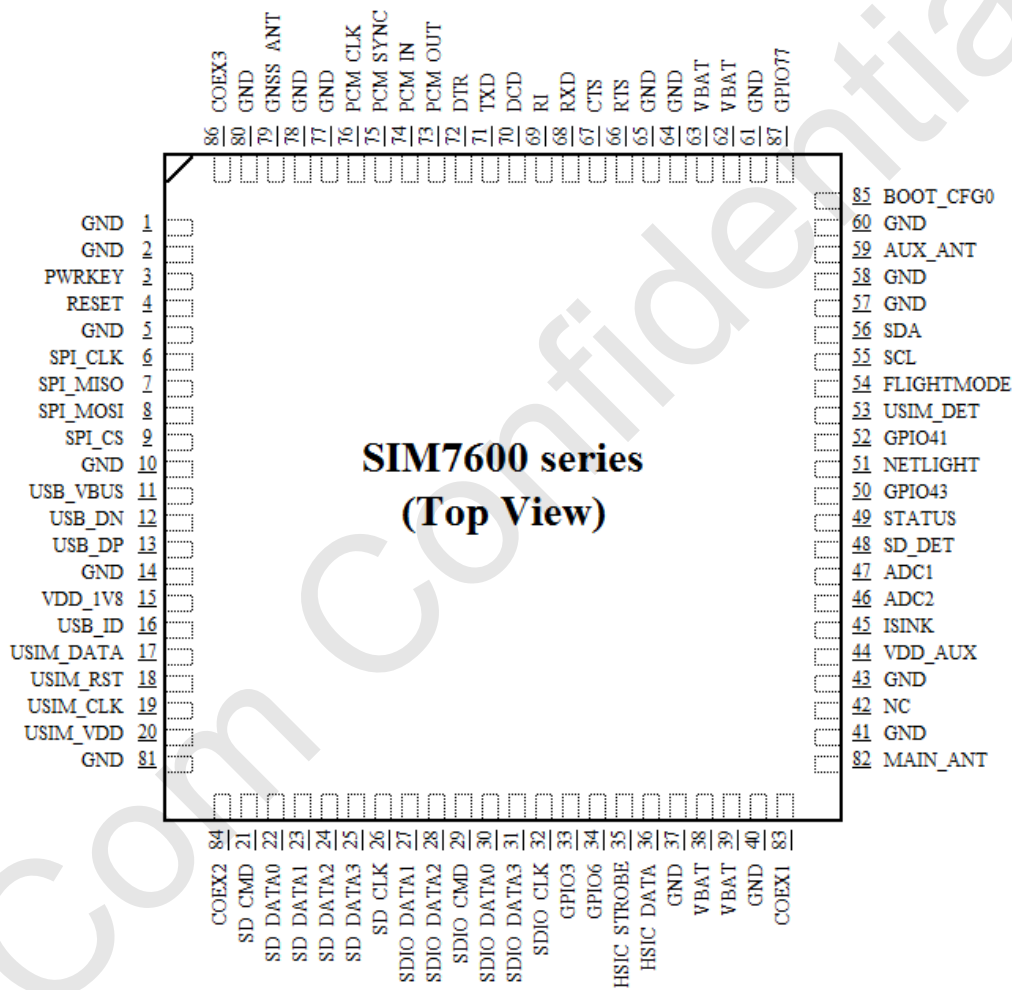 COEX3 86
GND 80
GNSS_ANT 79
GND 78
GND 77
PCM_CLK 76
PCM_SYNC 75
PCM_IN 74
PCM_OUT 73
DTR 72
TXD 71
DCD 70
RI 69
RXD 68
CTS 67
RTS 66
GND 65
GND 64
VBAT 63
VBAT 62
GND 61
GPIO77 87
GND 1
GND 2
PWRKEY 3
RESET 4
GND 5
SPI_CLK 6
SPI_MISO 7
SPI_MOSI 8
SPI_CS 9
GND 10
USB_VBUS 11
USB_DN 12
USB_DP 13
GND 14
VDD_1V8 15
USB_ID 16
USIM_DATA 17
USIM_RST 18
USIM_CLK 19
USIM_VDD 20
GND 81
SIM7600 series
(Top View)
85 BOOT_CFG0
60 GND
59 AUX_ANT
58 GND
57 GND
56 SDA
55 SCL
54 FLIGHTMODE
53 USIM_DET
52 GPIO41
51 NETLIGHT
50 GPIO43
49 STATUS
48 SD_DET
47 ADC1
46 ADC2
45 ISINK
44 VDD_AUX
43 GND
42 NC
41 GND
82 MAIN_ANT
84 COEX2
21 SD_CMD
22 SD_DATA0
23 SD_DATA1
24 SD_DATA2
25 SD_DATA3
26 SD_CLK
27 SDIO_DATA1
28 SDIO_DATA2
29 SDIO_CMD
30 SDIO_DATA0
31 SDIO_DATA3
32 SDIO_CLK
33 GPIO3
34 GPIO6
35 HSIC_STROBE
36 HSIC_DATA
37 GND
38 VBAT
39 VBAT
40 GND
83 COEX1
Com Confidentia